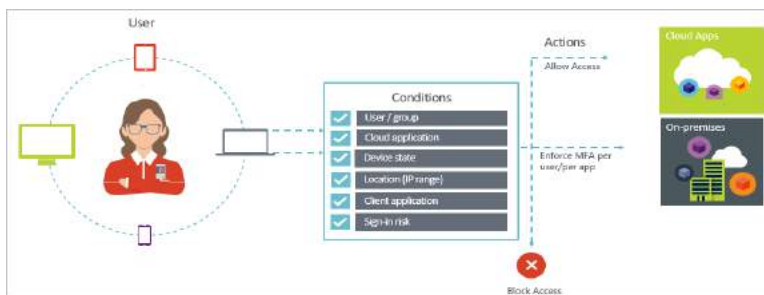 User
Conditions
User / group
Cloud application
Device state
Location (IP range)
Client application
Sign-in risk
Actions
Allow Access
Enforce MFA per
user/per app
Block Access
Cloud Apps
On-premises